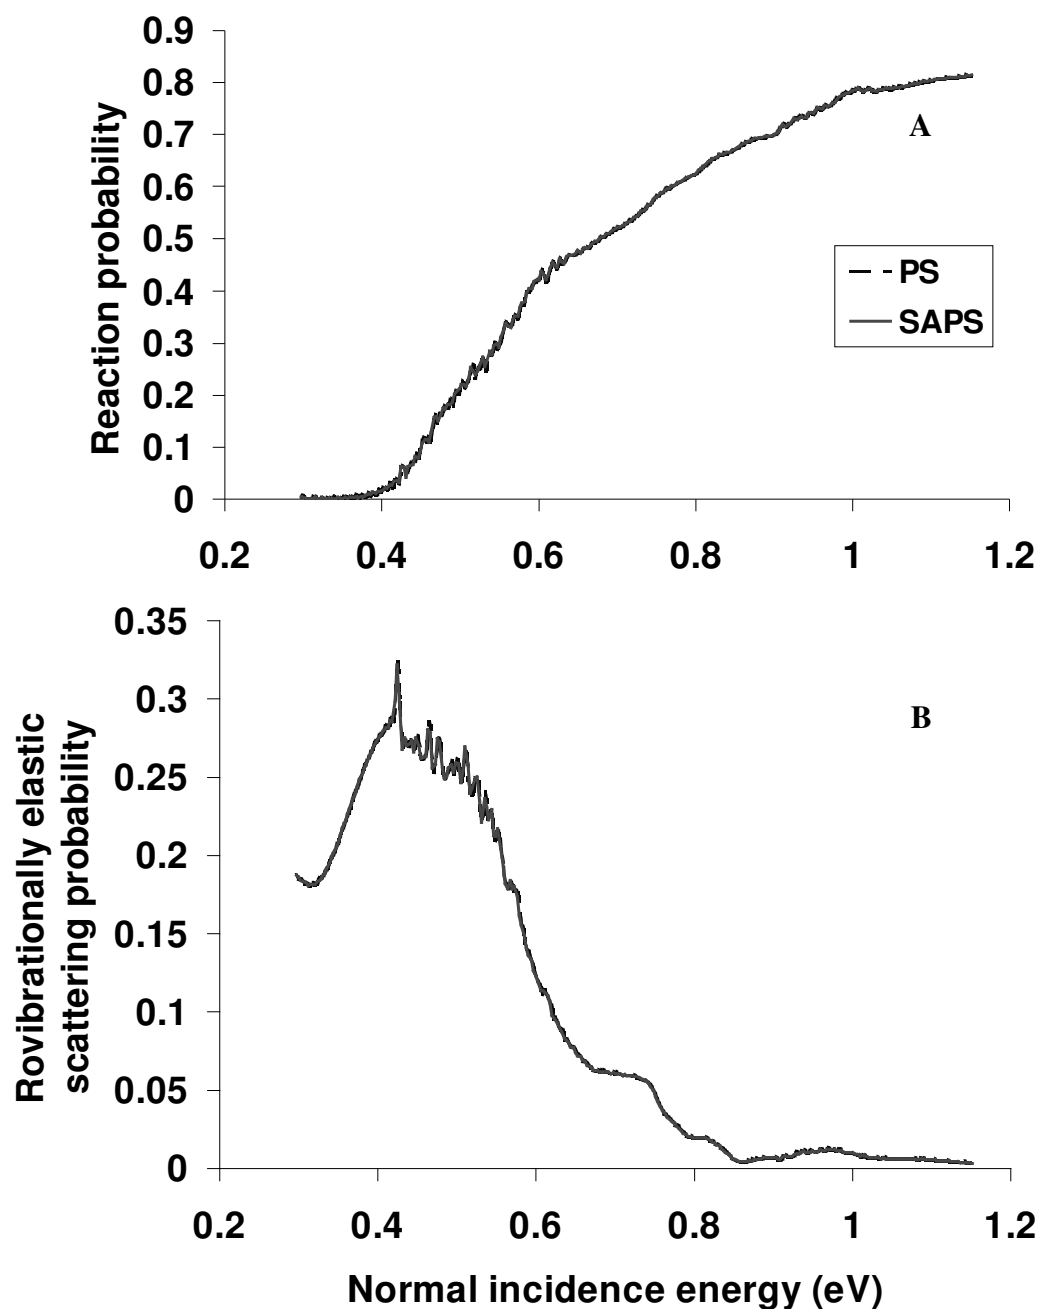 0.9
0.8
0.7
0.6
0.5
0.4
0.3
0.2
0.1
0
Reaction probability
A
PS
SAPS
0.2 0.4 0.6 0.8 1 1.2
0.35
0.3
0.25
0.2
0.15
0.1
0.05
0
Rovibrationally elastic
scattering probability
B
0.2 0.4 0.6 0.8 1 1.2
Normal incidence energy (eV)